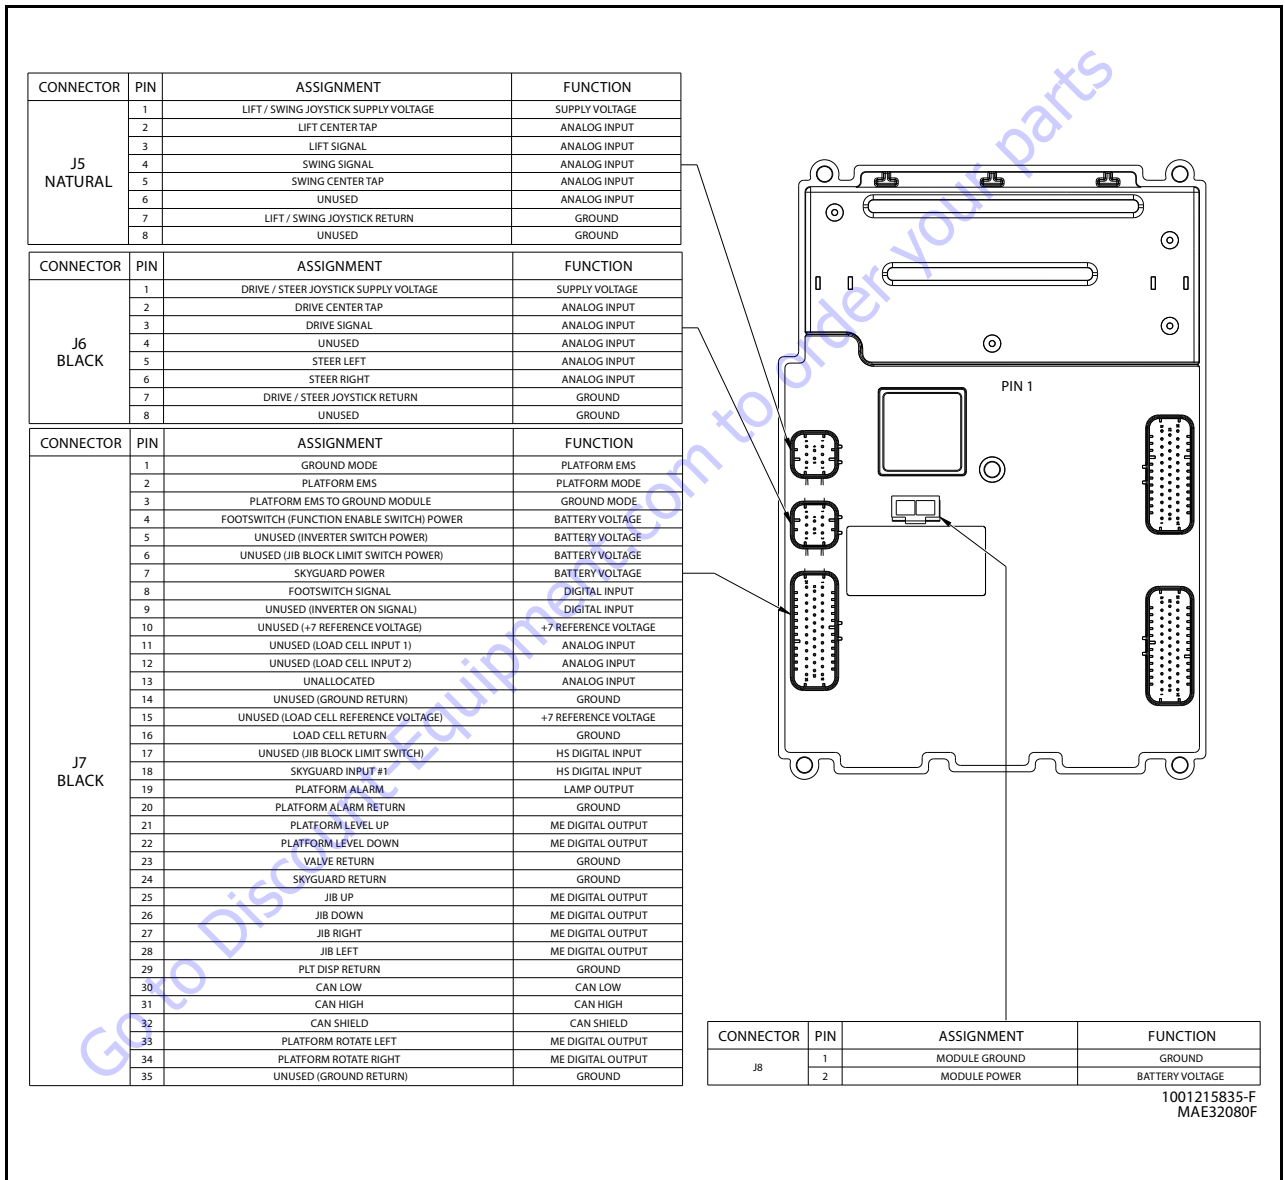 CONNECTOR PIN ASSIGNMENT FUNCTION
J5 NATURAL
1 LIFT / SWING JOYSTICK SUPPLY VOLTAGE SUPPLY VOLTAGE
2 LIFT CENTER TAP ANALOG INPUT
3 LIFT SIGNAL ANALOG INPUT
4 SWING SIGNAL ANALOG INPUT
5 SWING CENTER TAP ANALOG INPUT
6 UNUSED ANALOG INPUT
7 LIFT / SWING JOYSTICK RETURN GROUND
8 UNUSED GROUND
CONNECTOR PIN ASSIGNMENT FUNCTION
J6 BLACK
1 DRIVE / STEER JOYSTICK SUPPLY VOLTAGE SUPPLY VOLTAGE
2 DRIVE CENTER TAP ANALOG INPUT
3 DRIVE SIGNAL ANALOG INPUT
4 UNUSED ANALOG INPUT
5 STEER LEFT ANALOG INPUT
6 STEER RIGHT ANALOG INPUT
7 DRIVE / STEER JOYSTICK RETURN GROUND
8 UNUSED GROUND
CONNECTOR PIN ASSIGNMENT FUNCTION
J7 BLACK
1 GROUND MODE PLATFORM EMS
2 PLATFORM EMS PLATFORM MODE
3 PLATFORM EMS TO GROUND MODULE GROUND MODE
4 FOOTSWITCH (FUNCTION ENABLE SWITCH) POWER BATTERY VOLTAGE
5 UNUSED (INVERTER SWITCH POWER) BATTERY VOLTAGE
6 UNUSED (JIB BLOCK LIMIT SWITCH POWER) BATTERY VOLTAGE
7 SKYGUARD POWER BATTERY VOLTAGE
8 FOOTSWITCH SIGNAL DIGITAL INPUT
9 UNUSED (INVERTER ON SIGNAL) DIGITAL INPUT
10 UNUSED (+7 REFERENCE VOLTAGE) +7 REFERENCE VOLTAGE
11 UNUSED (LOAD CELL INPUT 1) ANALOG INPUT
12 UNUSED (LOAD CELL INPUT 2) ANALOG INPUT
13 UNALLOCATED ANALOG INPUT
14 UNUSED (GROUND RETURN) GROUND
15 UNUSED (LOAD CELL REFERENCE VOLTAGE) +7 REFERENCE VOLTAGE
16 LOAD CELL RETURN GROUND
17 UNUSED (JIB BLOCK LIMIT SWITCH) HS DIGITAL INPUT
18 SKYGUARD INPUT #1 HS DIGITAL INPUT
19 PLATFORM ALARM LAMP OUTPUT
20 PLATFORM ALARM RETURN GROUND
21 PLATFORM LEVEL UP ME DIGITAL OUTPUT
22 PLATFORM LEVEL DOWN ME DIGITAL OUTPUT
23 VALVE RETURN GROUND
24 SKYGUARD RETURN GROUND
25 JIB UP ME DIGITAL OUTPUT
26 JIB DOWN ME DIGITAL OUTPUT
27 JIB RIGHT ME DIGITAL OUTPUT
28 JIB LEFT ME DIGITAL OUTPUT
29 PLT DISP RETURN GROUND
30 CAN LOW CAN LOW
31 CAN HIGH CAN HIGH
32 CAN SHIELD CAN SHIELD
33 PLATFORM ROTATE LEFT ME DIGITAL OUTPUT
34 PLATFORM ROTATE RIGHT ME DIGITAL OUTPUT
35 UNUSED (GROUND RETURN) GROUND
PIN 1
CONNECTOR PIN ASSIGNMENT FUNCTION
J8
1 MODULE GROUND GROUND
2 MODULE POWER BATTERY VOLTAGE
1001215835-F
MAE32080F
Go to Discount-Equipment.com to order your parts